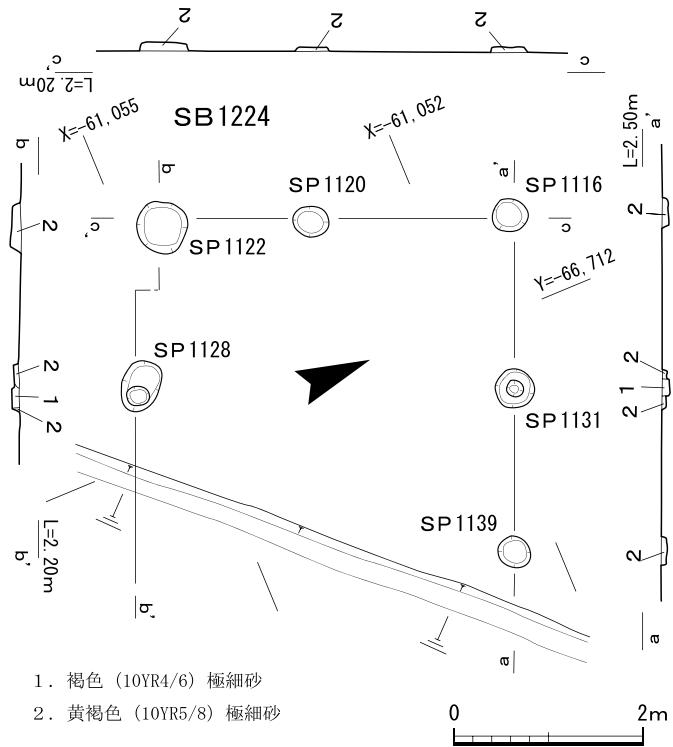 2 2 2
c' c
L=2.20m
SB1224
X=-61,055
X=-61,052
L=2.50m
a'
b
b
a'
SP1120
SP1116
2
c'
SP1122
c
2
Y=-66,712
SP1128
2
1
2
2
1
2
SP1131
SP1139
2
L=2.20m
b'
b'
a
a
1. 褐色 (10YR4/6) 極細砂
2. 黄褐色 (10YR5/8) 極細砂
0 2m